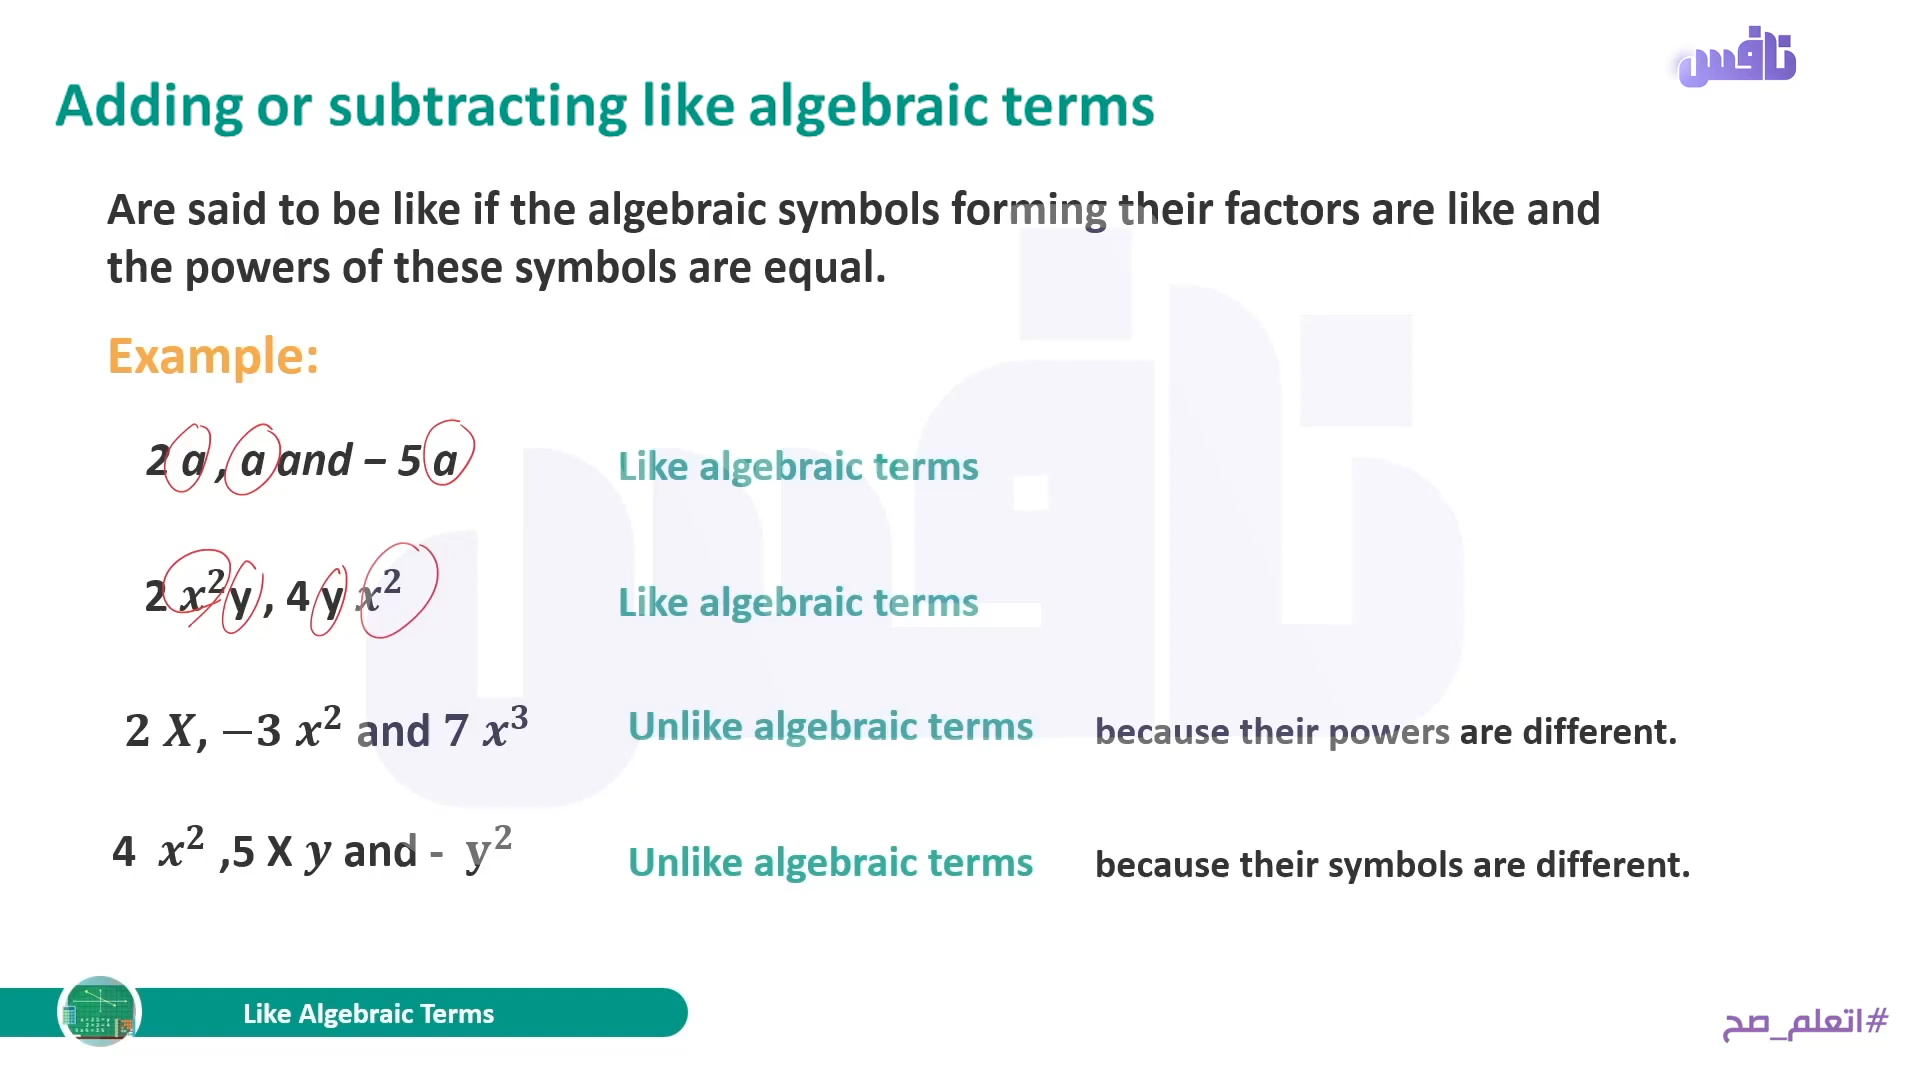 نافس
Adding or subtracting like algebraic terms
Are said to be like if the algebraic symbols forming their factors are like and
the powers of these symbols are equal.
Example:
2 a , a and – 5 a Like algebraic terms
2 x² y , 4 y x² Like algebraic terms
2 X, −3 x² and 7 x³ Unlike algebraic terms because their powers are different.
4 x² ,5 X y and - y² Unlike algebraic terms because their symbols are different.
Like Algebraic Terms
#اتعلم_صح